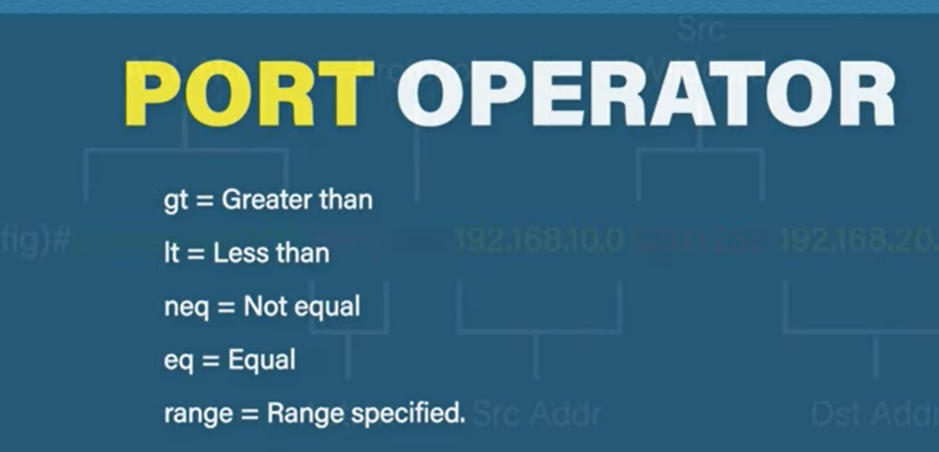 Src
PORT OPERATOR
gt = Greater than
fig)# 192.168.10.0 192.168.20.
lt = Less than
neq = Not equal
eq = Equal
range = Range specified. Src Addr Dst Addr